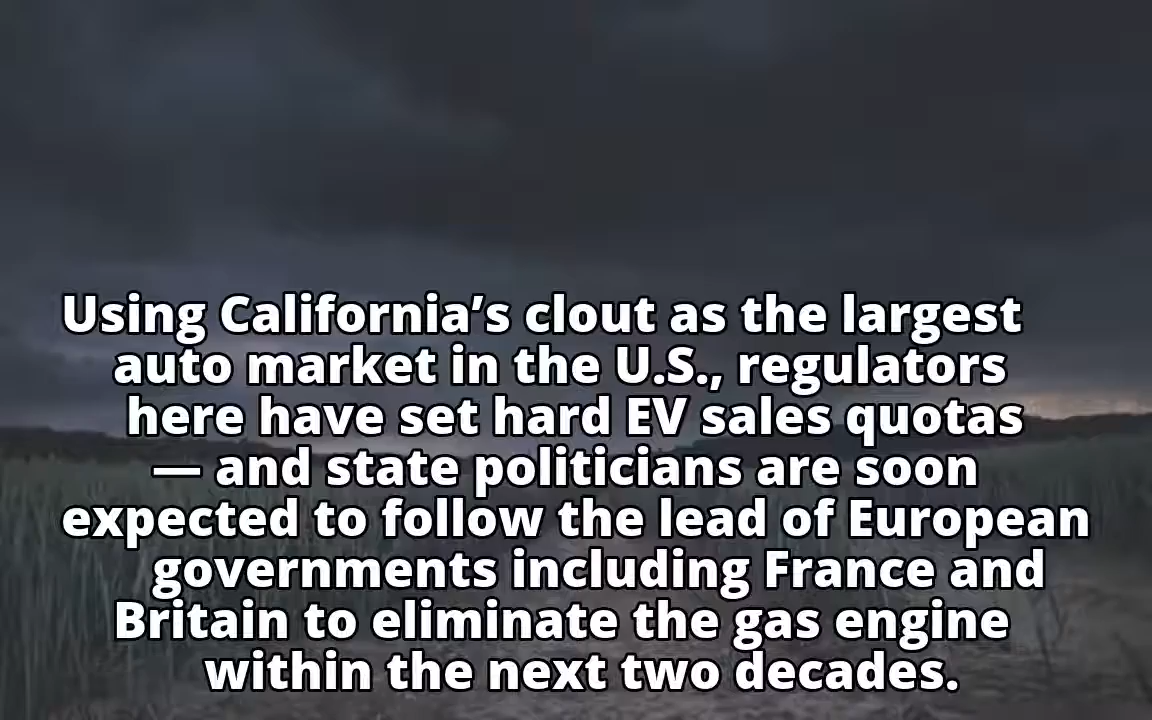 Using California’s clout as the largest
auto market in the U.S., regulators
here have set hard EV sales quotas
— and state politicians are soon
expected to follow the lead of European
governments including France and
Britain to eliminate the gas engine
within the next two decades.